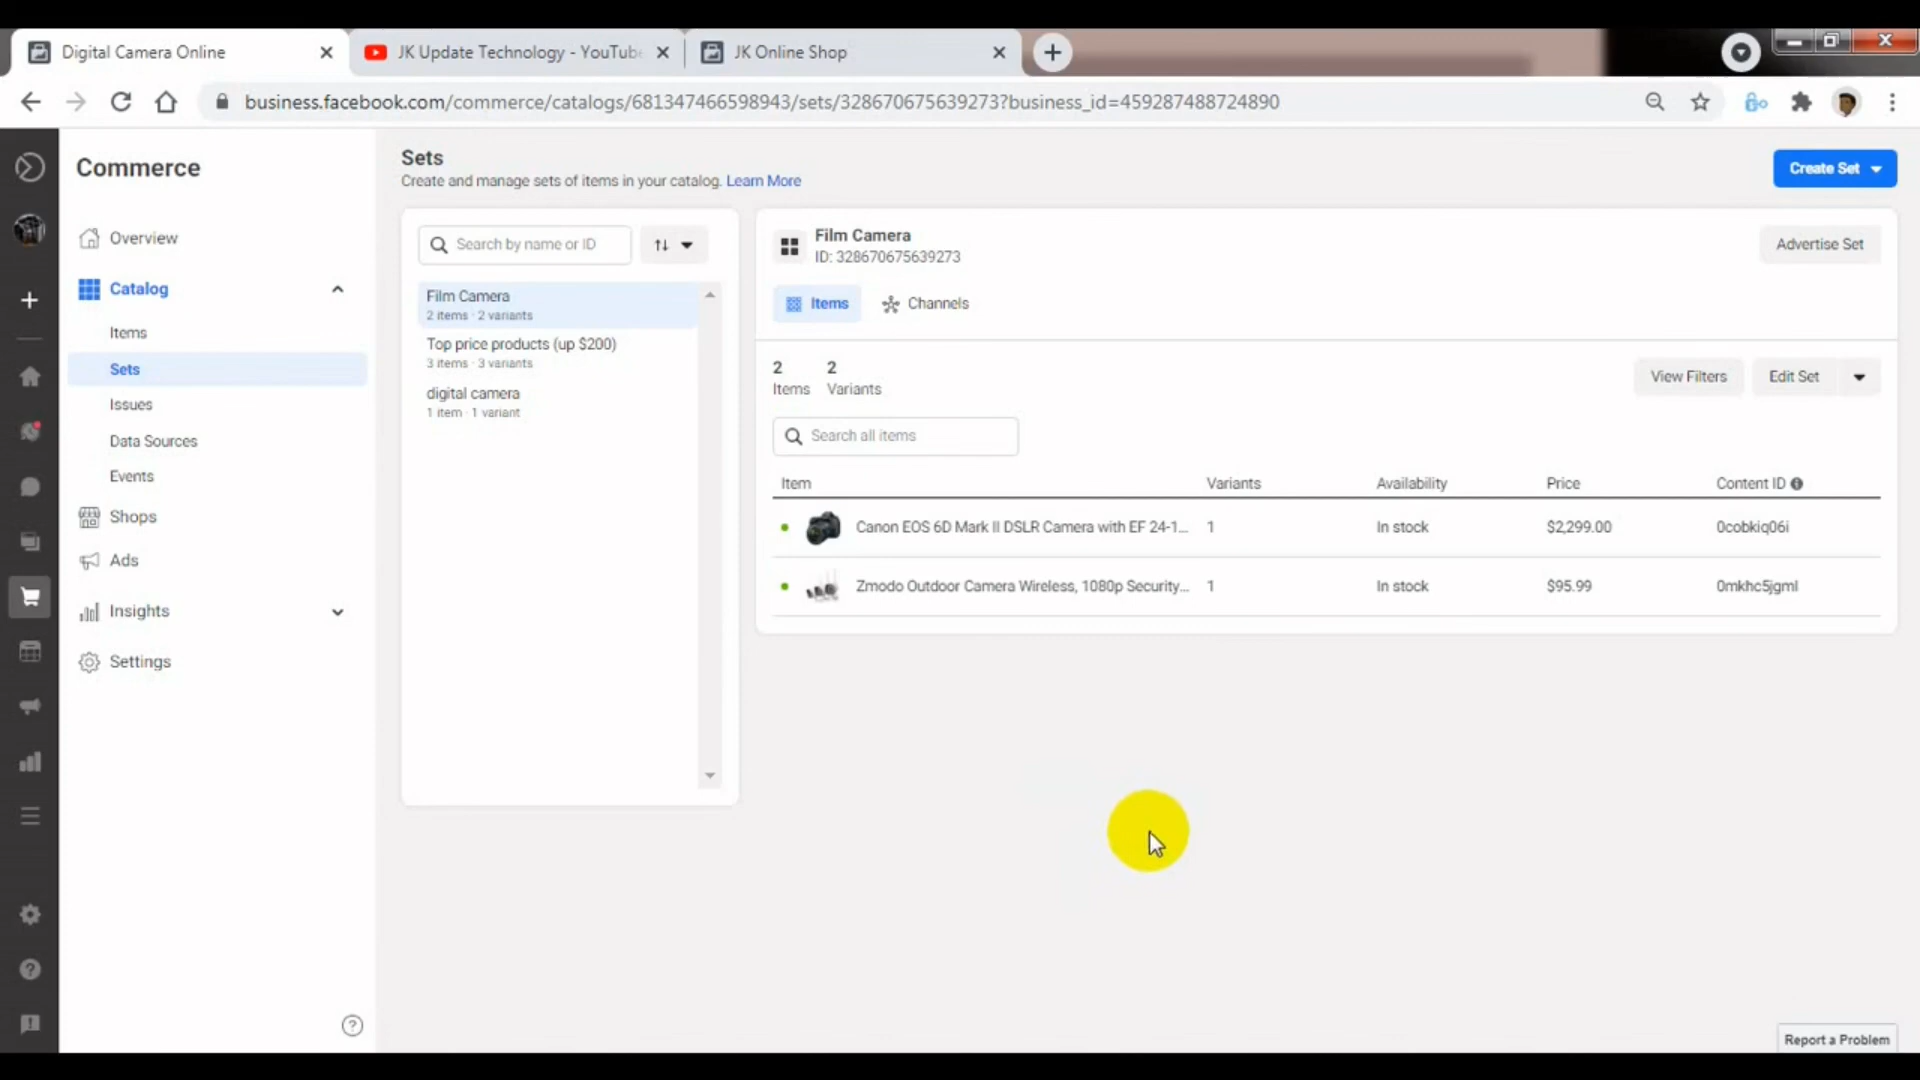 Digital Camera Online
JK Update Technology - YouTube
JK Online Shop
business.facebook.com/commerce/catalogs/681347466598943/sets/328670675639273?business_id=459287488724890
Commerce
Overview
Catalog
Items
Sets
Issues
Data Sources
Events
Shops
Ads
Insights
Settings
Sets
Create and manage sets of items in your catalog. Learn More
Create Set
Search by name or ID
Film Camera
2 items · 2 variants
Top price products (up $200)
3 items · 3 variants
digital camera
1 item · 1 variant
Film Camera
ID: 328670675639273
Advertise Set
Items
Channels
2 2
Items Variants
View Filters
Edit Set
Search all items
Item Variants Availability Price Content ID
Canon EOS 6D Mark II DSLR Camera with EF 24-1... 1 In stock $2,299.00 0cobkiq06i
Zmodo Outdoor Camera Wireless, 1080p Security... 1 In stock $95.99 0mkhc5jgml
Report a Problem